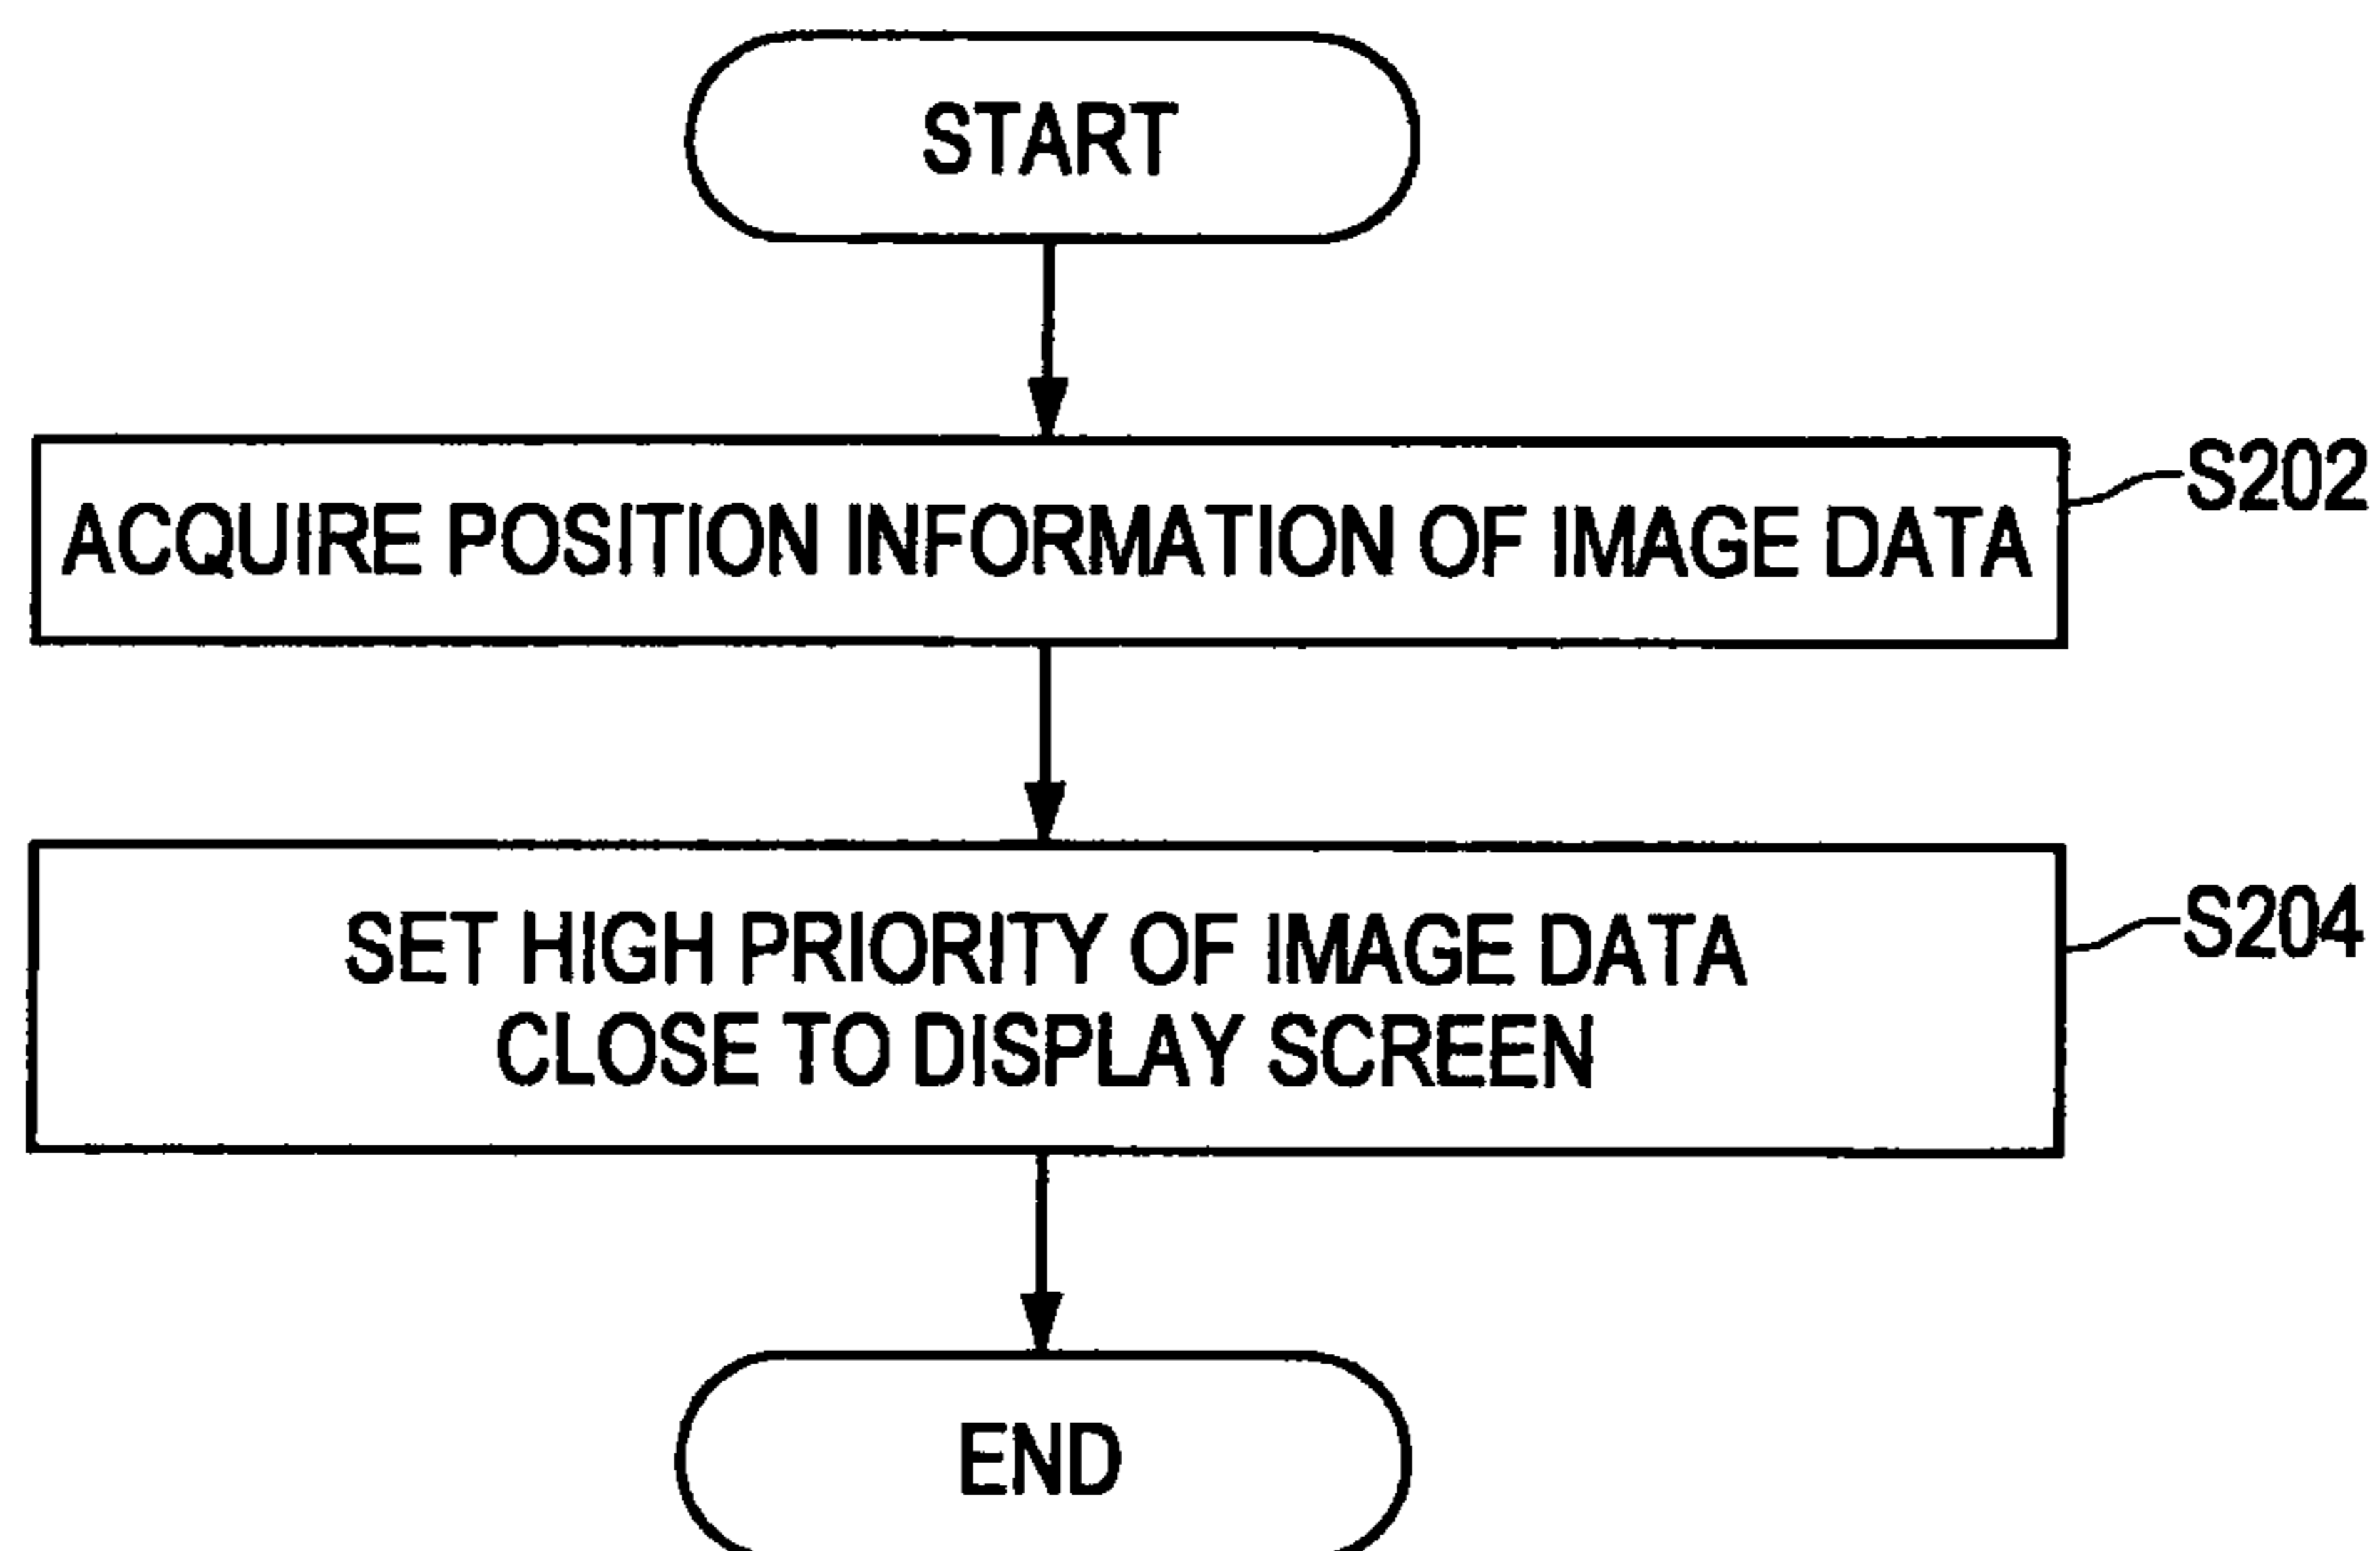 START
ACQUIRE POSITION INFORMATION OF IMAGE DATA
S202
SET HIGH PRIORITY OF IMAGE DATA
CLOSE TO DISPLAY SCREEN
S204
END